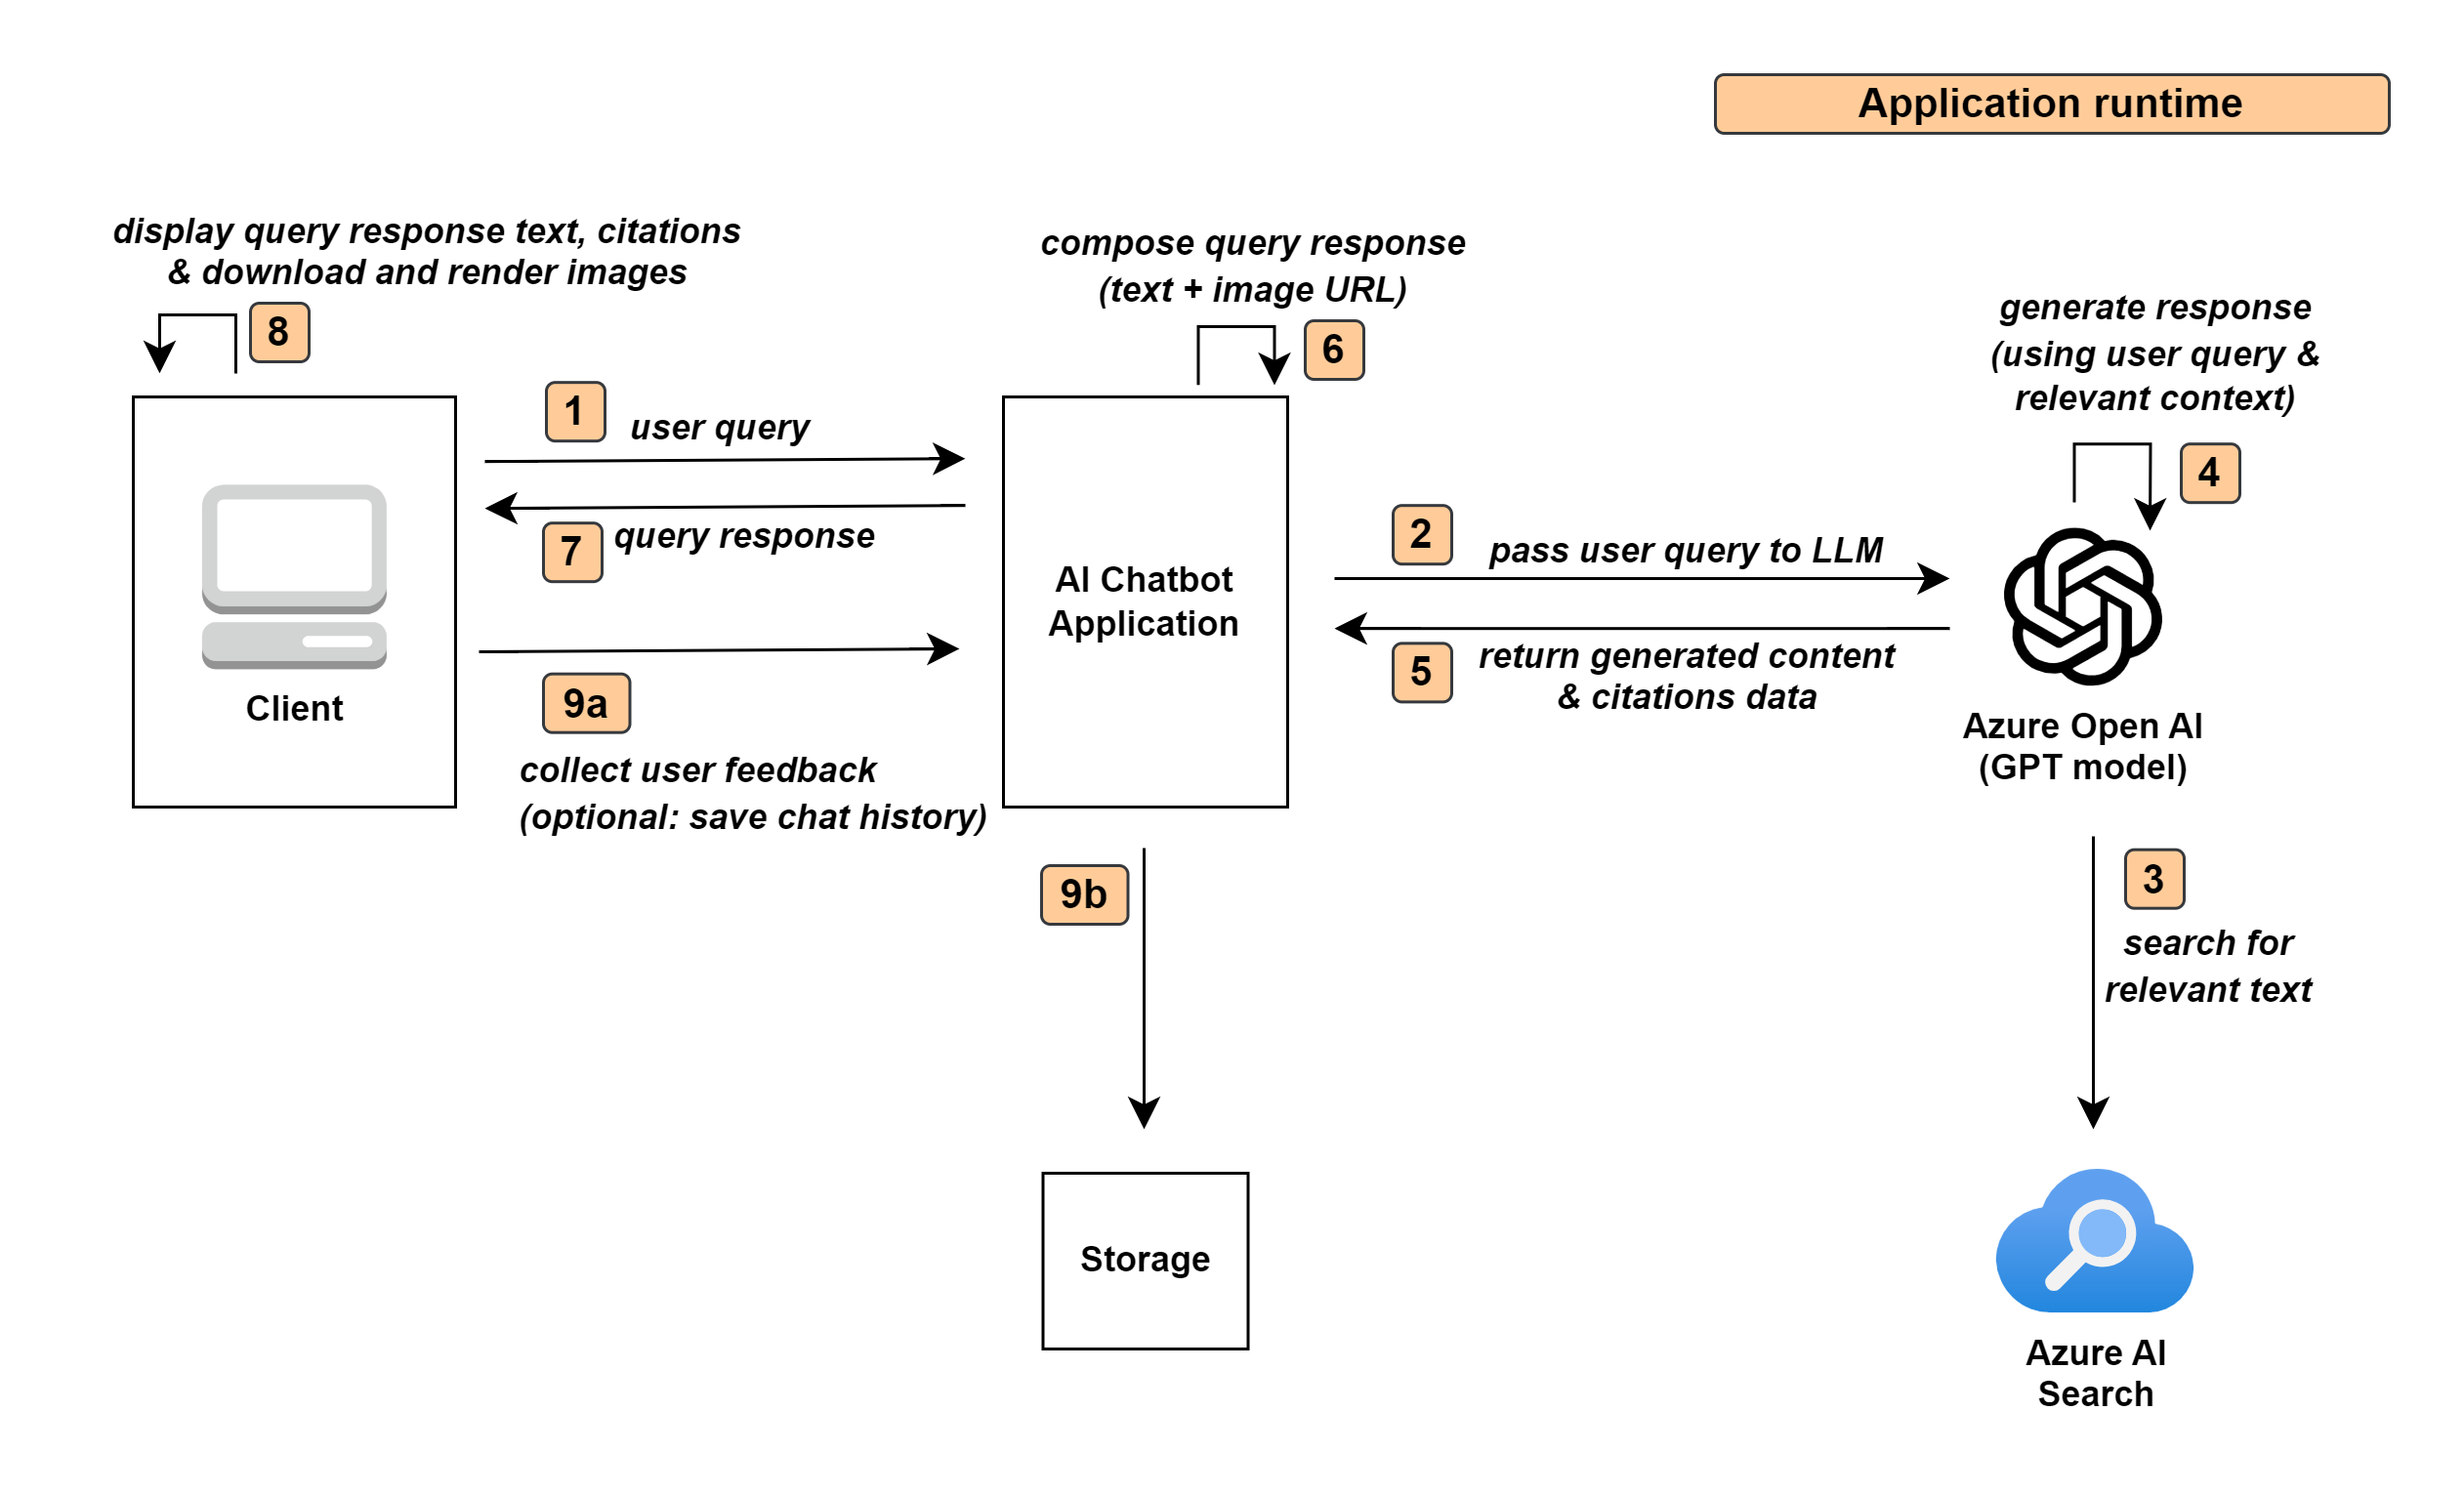 Application runtime
display query response text, citations
& download and render images
8
compose query response
(text + image URL)
6
generate response
(using user query &
relevant context)
4
1
user query
7
query response
9a
collect user feedback
(optional: save chat history)
Client
AI Chatbot
Application
2
pass user query to LLM
5
return generated content
& citations data
Azure Open AI
(GPT model)
9b
3
search for
relevant text
Storage
Azure AI
Search